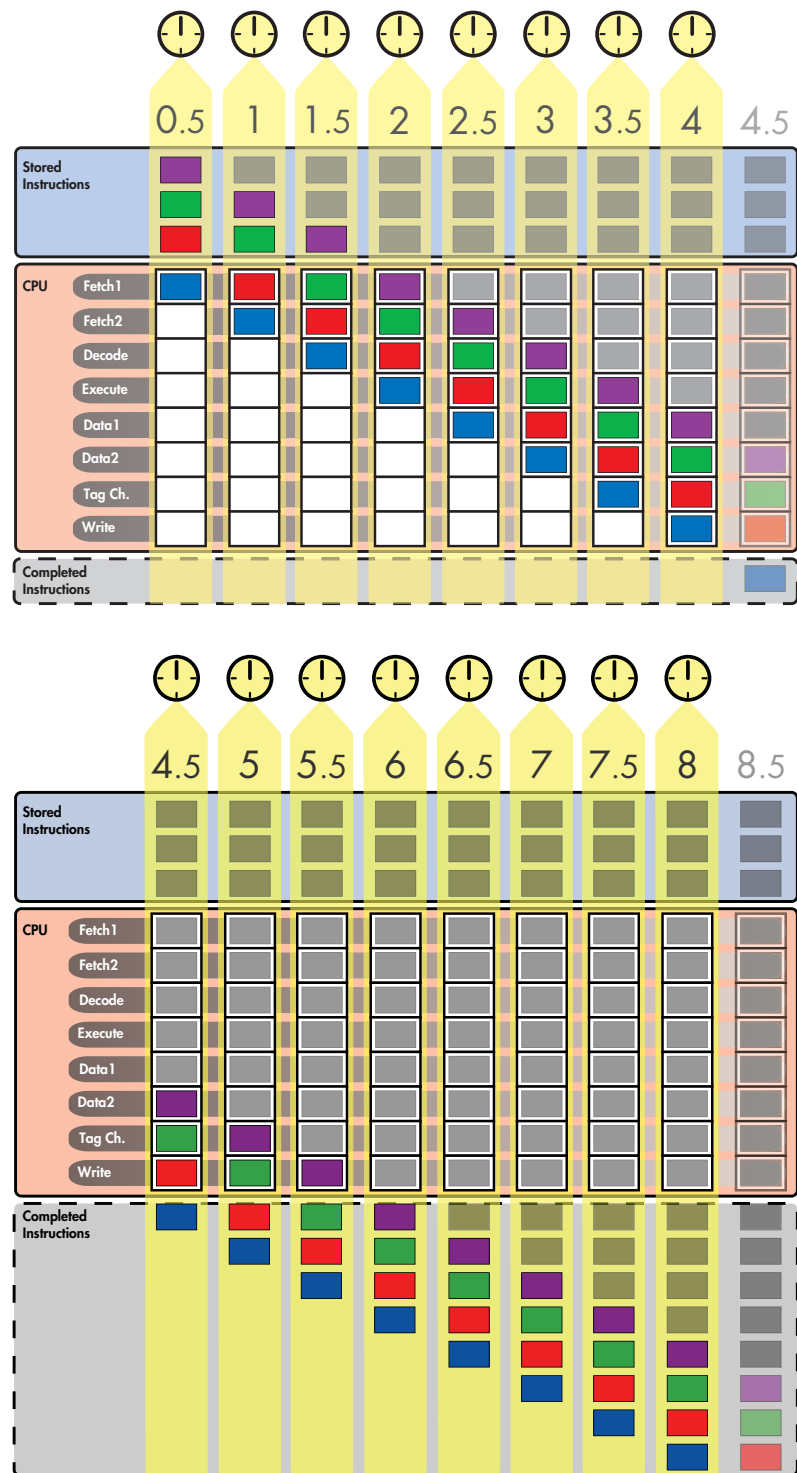 0.5 1 1.5 2 2.5 3 3.5 4 4.5
Stored
Instructions
CPU Fetch1
Fetch2
Decode
Execute
Data1
Data2
Tag Ch.
Write
Completed
Instructions
4.5 5 5.5 6 6.5 7 7.5 8 8.5
Stored
Instructions
CPU Fetch1
Fetch2
Decode
Execute
Data1
Data2
Tag Ch.
Write
Completed
Instructions